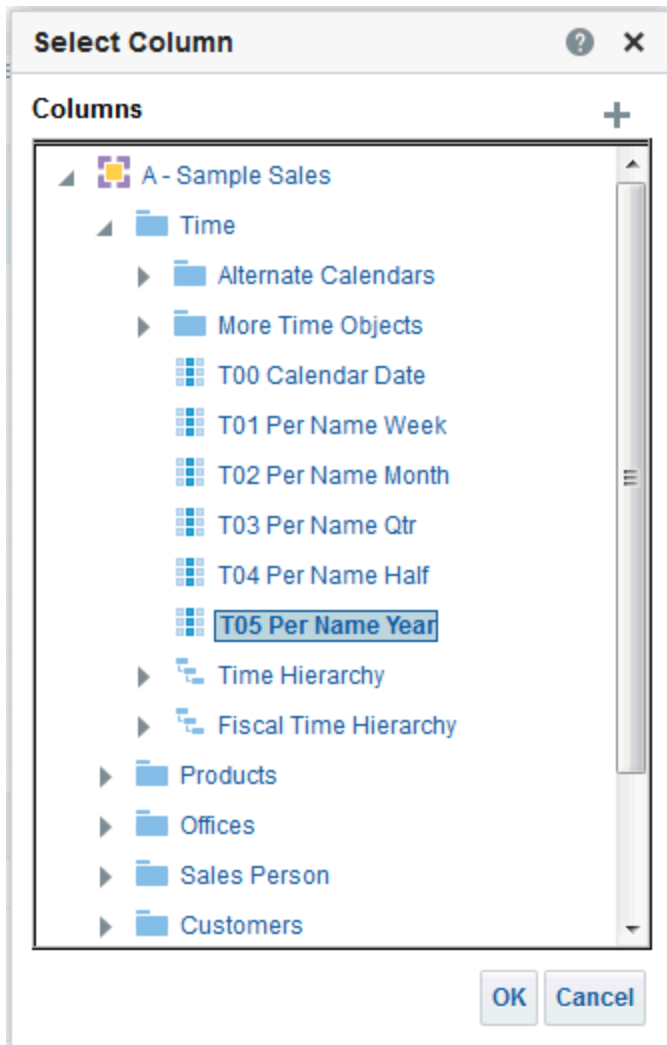 Select Column
Columns
A - Sample Sales
Time
Alternate Calendars
More Time Objects
T00 Calendar Date
T01 Per Name Week
T02 Per Name Month
T03 Per Name Qtr
T04 Per Name Half
T05 Per Name Year
Time Hierarchy
Fiscal Time Hierarchy
Products
Offices
Sales Person
Customers
OK Cancel